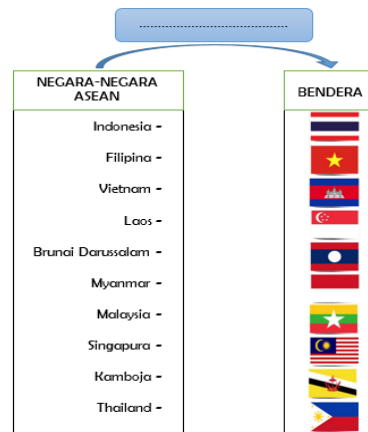 ........................................
NEGARA-NEGARA
ASEAN
BENDERA
Indonesia -
Filipina -
Vietnam -
Laos -
Brunai Darussalam -
Myanmar -
Malaysia -
Singapura -
Kamboja -
Thailand -